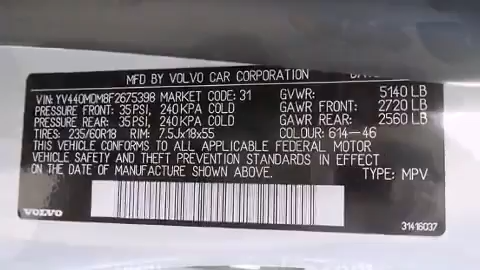 MFD BY VOLVO CAR CORPORATION
VIN: YV440MDM8F2675398 MARKET CODE: 31 GVWR: 5140 LB
PRESSURE FRONT: 35 PSI, 240 KPA COLD GAWR FRONT: 2720 LB
PRESSURE REAR: 35 PSI, 240 KPA COLD GAWR REAR: 2560 LB
TIRES: 235/60R18 RIM: 7.5Jx18x55 COLOUR: 614-46
THIS VEHICLE CONFORMS TO ALL APPLICABLE FEDERAL MOTOR
VEHICLE SAFETY AND THEFT PREVENTION STANDARDS IN EFFECT
ON THE DATE OF MANUFACTURE SHOWN ABOVE. TYPE: MPV
VOLVO 31416037